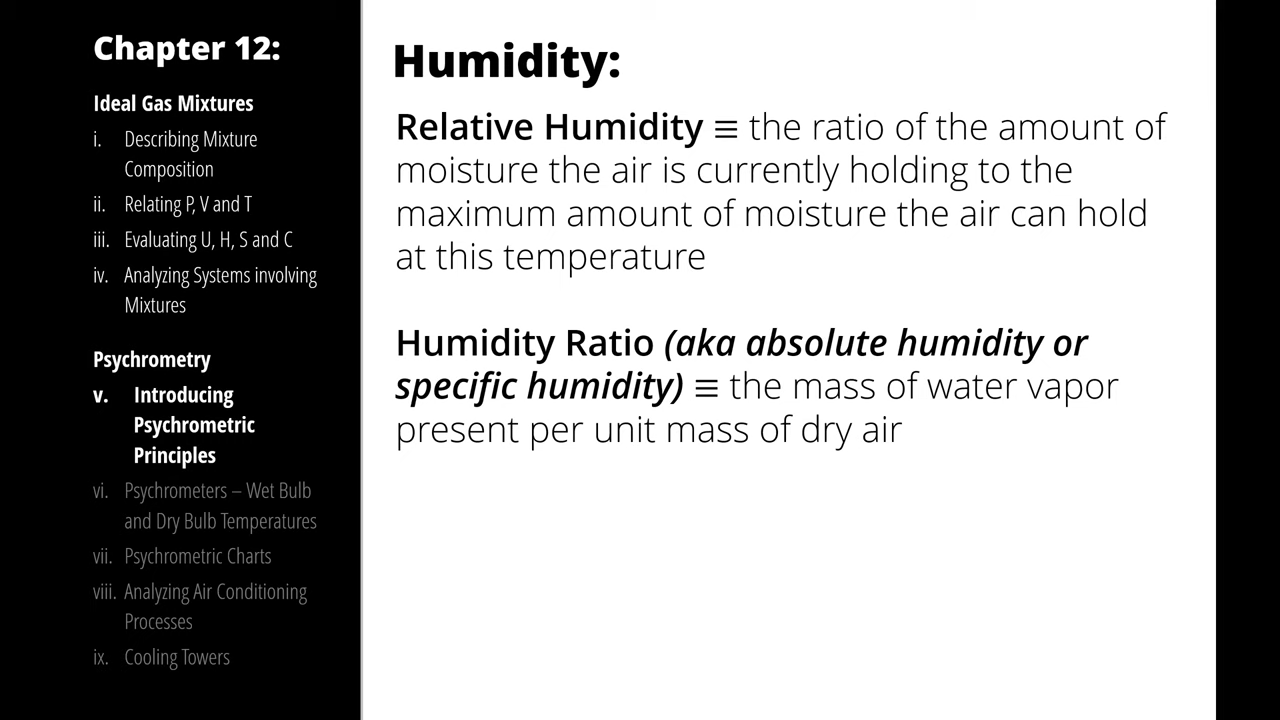 Chapter 12:
Ideal Gas Mixtures
i. Describing Mixture
Composition
ii. Relating P, V and T
iii. Evaluating U, H, S and C
iv. Analyzing Systems involving
Mixtures
Psychrometry
v. Introducing
Psychrometric
Principles
vi. Psychrometers – Wet Bulb
and Dry Bulb Temperatures
vii. Psychrometric Charts
viii. Analyzing Air Conditioning
Processes
ix. Cooling Towers
Humidity:
Relative Humidity ≡ the ratio of the amount of
moisture the air is currently holding to the
maximum amount of moisture the air can hold
at this temperature
Humidity Ratio (aka absolute humidity or
specific humidity) ≡ the mass of water vapor
present per unit mass of dry air